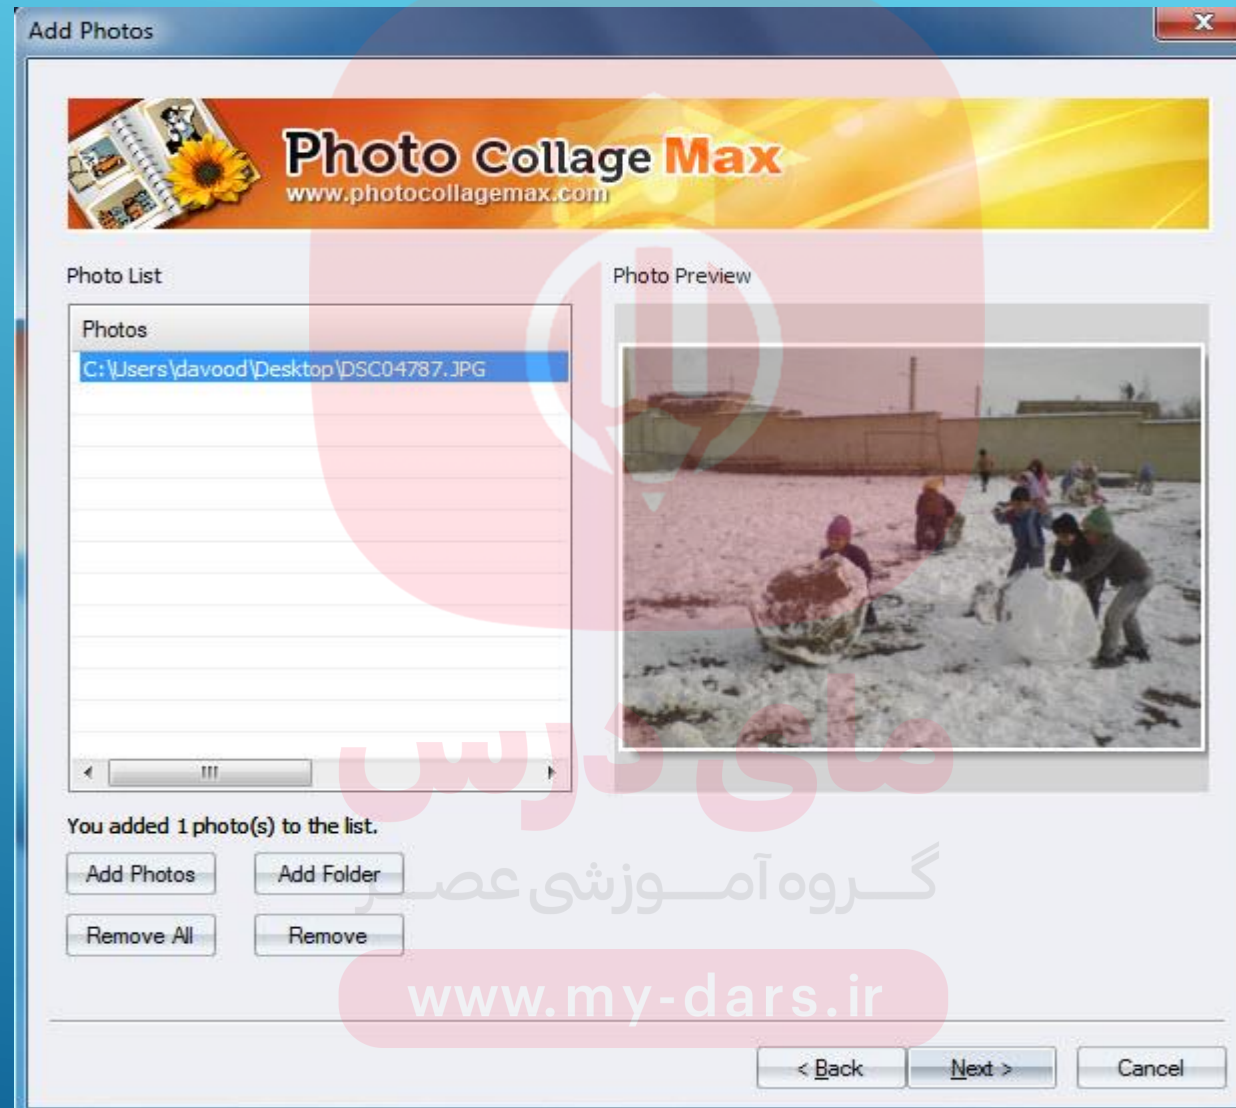 Add Photos
Photo Collage Max
www.photocollagemax.com
Photo List
Photo Preview
Photos
C:\Users\davood\Desktop\DSC04787.JPG
مای درس
You added 1 photo(s) to the list.
Add Photos
Add Folder
گروه آموزشی عصر
Remove All
Remove
www.my-dars.ir
< Back
Next >
Cancel